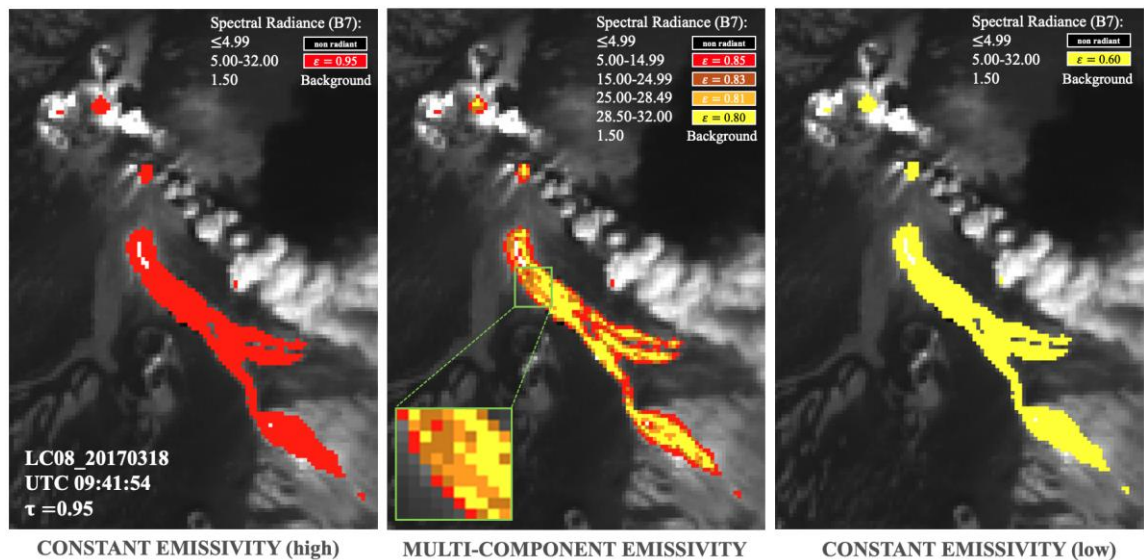 Spectral Radiance (B7):
≤4.99 non radiant
5.00-32.00 ε = 0.95
1.50 Background
LC08_20170318
UTC 09:41:54
τ =0.95
CONSTANT EMISSIVITY (high)
Spectral Radiance (B7):
≤4.99 non radiant
5.00-14.99 ε = 0.85
15.00-24.99 ε = 0.83
25.00-28.49 ε = 0.81
28.50-32.00 ε = 0.80
1.50 Background
MULTI-COMPONENT EMISSIVITY
Spectral Radiance (B7):
≤4.99 non radiant
5.00-32.00 ε = 0.60
1.50 Background
CONSTANT EMISSIVITY (low)